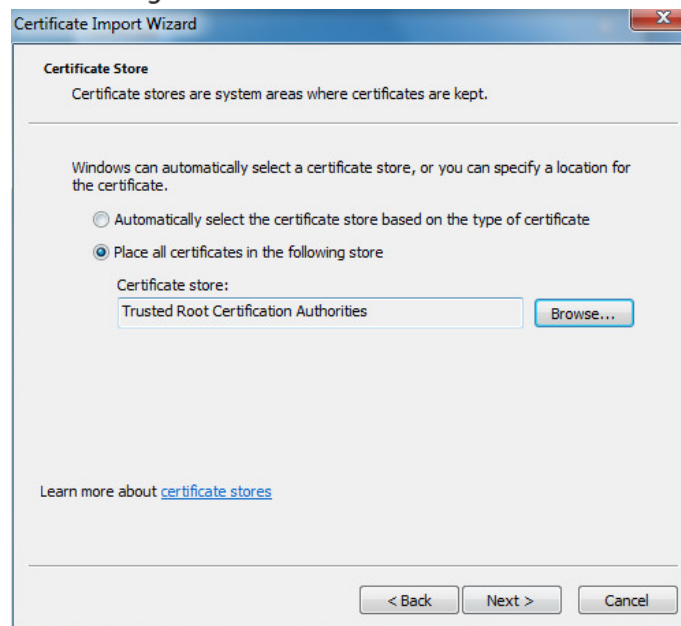 Certificate Import Wizard
Certificate Store
Certificate stores are system areas where certificates are kept.
Windows can automatically select a certificate store, or you can specify a location for
the certificate.
Automatically select the certificate store based on the type of certificate
Place all certificates in the following store
Certificate store:
Trusted Root Certification Authorities
Browse...
Learn more about certificate stores
< Back
Next >
Cancel